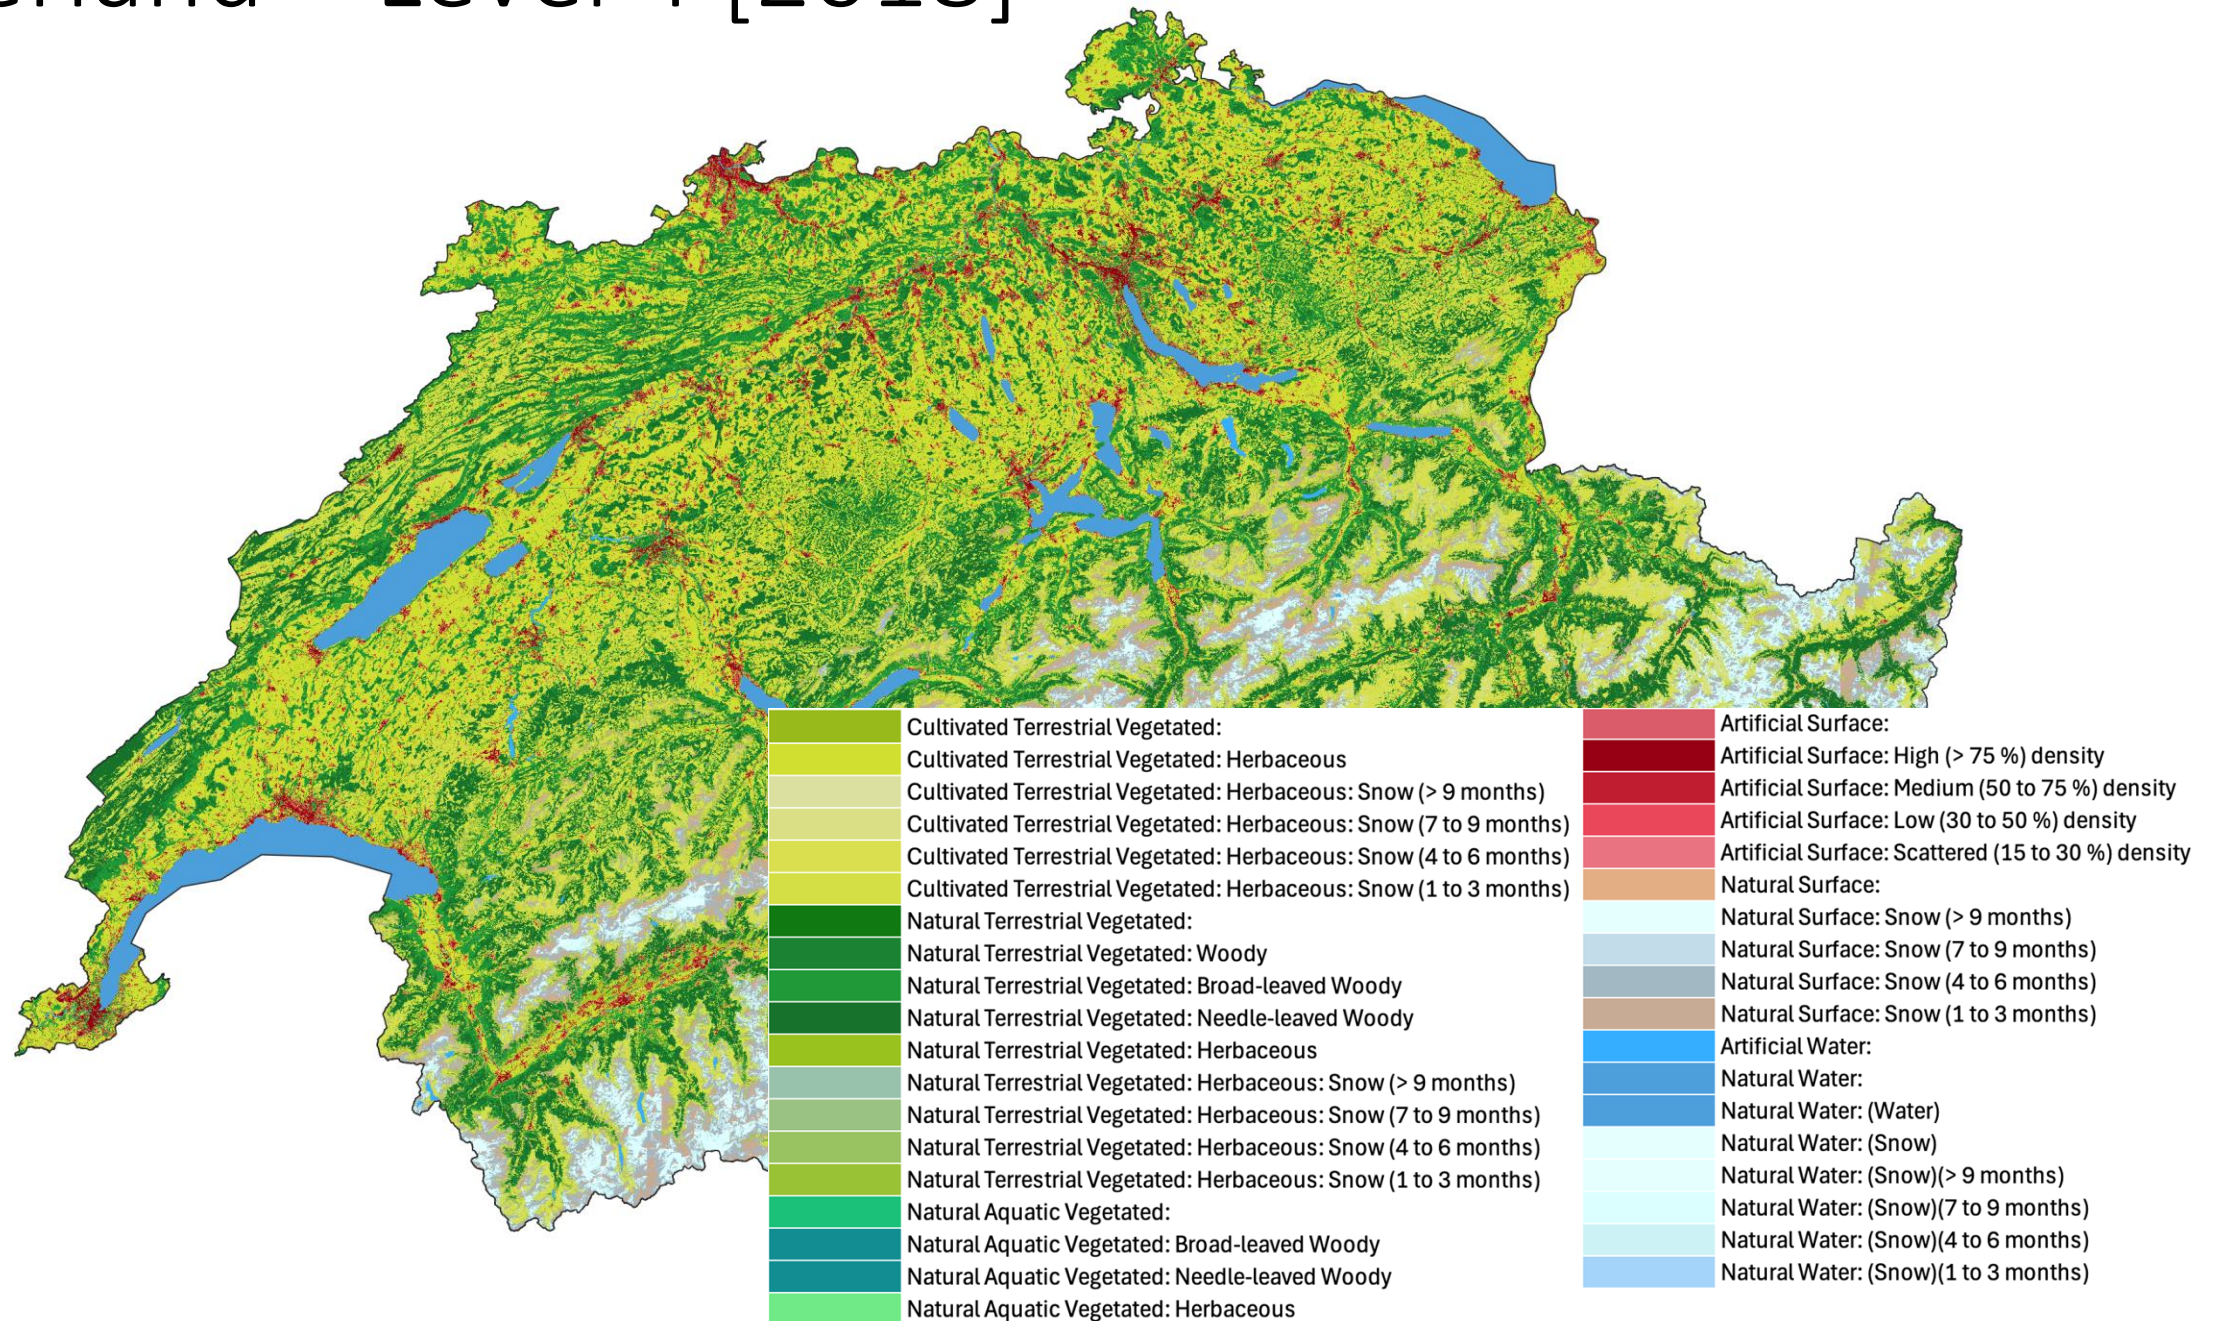 Cultivated Terrestrial Vegetated:
Cultivated Terrestrial Vegetated: Herbaceous
Cultivated Terrestrial Vegetated: Herbaceous: Snow (> 9 months)
Cultivated Terrestrial Vegetated: Herbaceous: Snow (7 to 9 months)
Cultivated Terrestrial Vegetated: Herbaceous: Snow (4 to 6 months)
Cultivated Terrestrial Vegetated: Herbaceous: Snow (1 to 3 months)
Natural Terrestrial Vegetated:
Natural Terrestrial Vegetated: Woody
Natural Terrestrial Vegetated: Broad-leaved Woody
Natural Terrestrial Vegetated: Needle-leaved Woody
Natural Terrestrial Vegetated: Herbaceous
Natural Terrestrial Vegetated: Herbaceous: Snow (> 9 months)
Natural Terrestrial Vegetated: Herbaceous: Snow (7 to 9 months)
Natural Terrestrial Vegetated: Herbaceous: Snow (4 to 6 months)
Natural Terrestrial Vegetated: Herbaceous: Snow (1 to 3 months)
Natural Aquatic Vegetated:
Natural Aquatic Vegetated: Broad-leaved Woody
Natural Aquatic Vegetated: Needle-leaved Woody
Natural Aquatic Vegetated: Herbaceous
Artificial Surface:
Artificial Surface: High (> 75 %) density
Artificial Surface: Medium (50 to 75 %) density
Artificial Surface: Low (30 to 50 %) density
Artificial Surface: Scattered (15 to 30 %) density
Natural Surface:
Natural Surface: Snow (> 9 months)
Natural Surface: Snow (7 to 9 months)
Natural Surface: Snow (4 to 6 months)
Natural Surface: Snow (1 to 3 months)
Artificial Water:
Natural Water:
Natural Water: (Water)
Natural Water: (Snow)
Natural Water: (Snow)(> 9 months)
Natural Water: (Snow)(7 to 9 months)
Natural Water: (Snow)(4 to 6 months)
Natural Water: (Snow)(1 to 3 months)